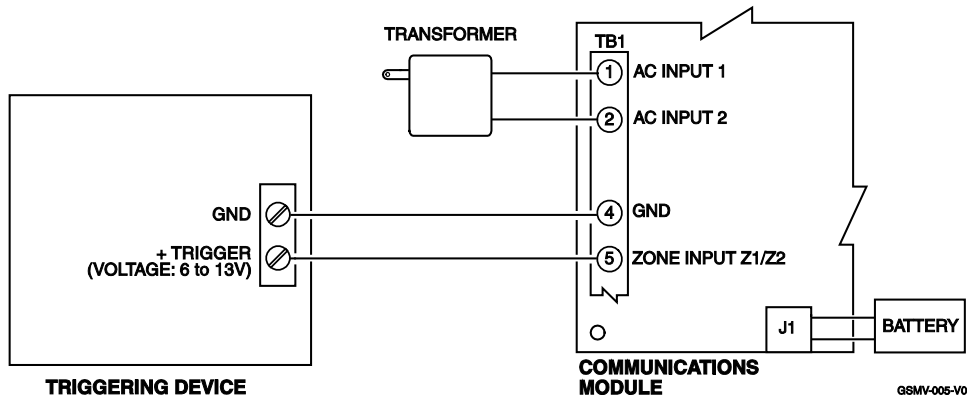 TRANSFORMER
TB1
1 AC INPUT 1
2 AC INPUT 2
GND
4 GND
+ TRIGGER
(VOLTAGE: 6 to 13V)
5 ZONE INPUT Z1/Z2
J1
BATTERY
TRIGGERING DEVICE
COMMUNICATIONS
MODULE
GSMV-005-V0